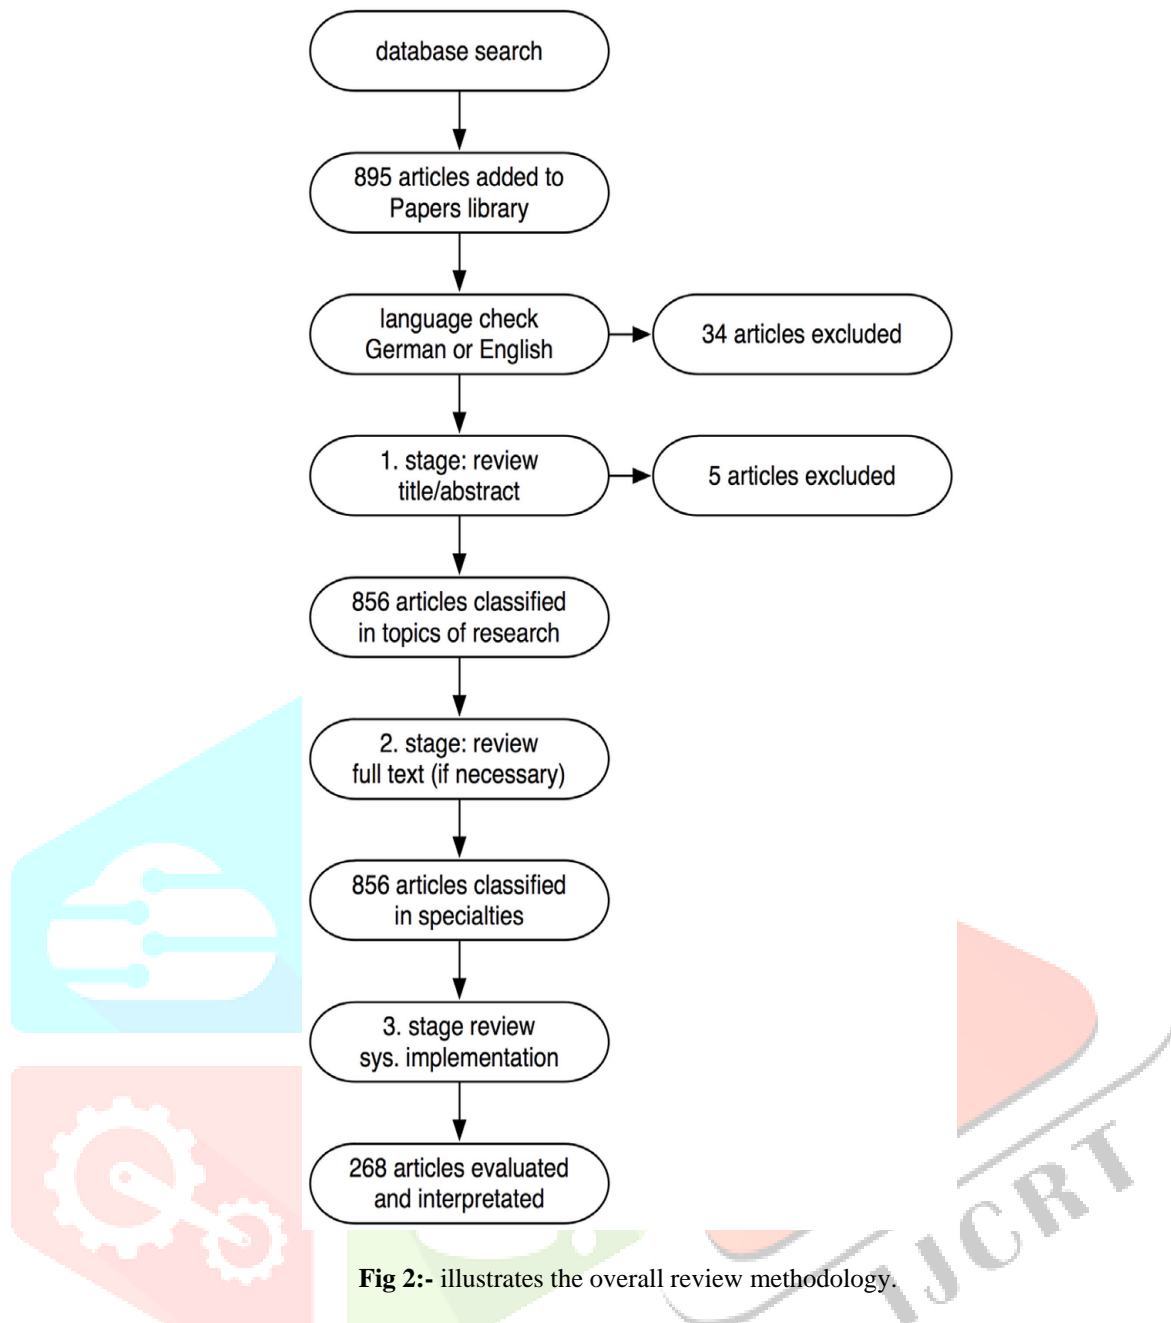 database search
895 articles added to
Papers library
language check
German or English
34 articles excluded
1. stage: review
title/abstract
5 articles excluded
856 articles classified
in topics of research
2. stage: review
full text (if necessary)
856 articles classified
in specialties
3. stage review
sys. implementation
268 articles evaluated
and interpretated
Fig 2:- illustrates the overall review methodology.
IJCRT